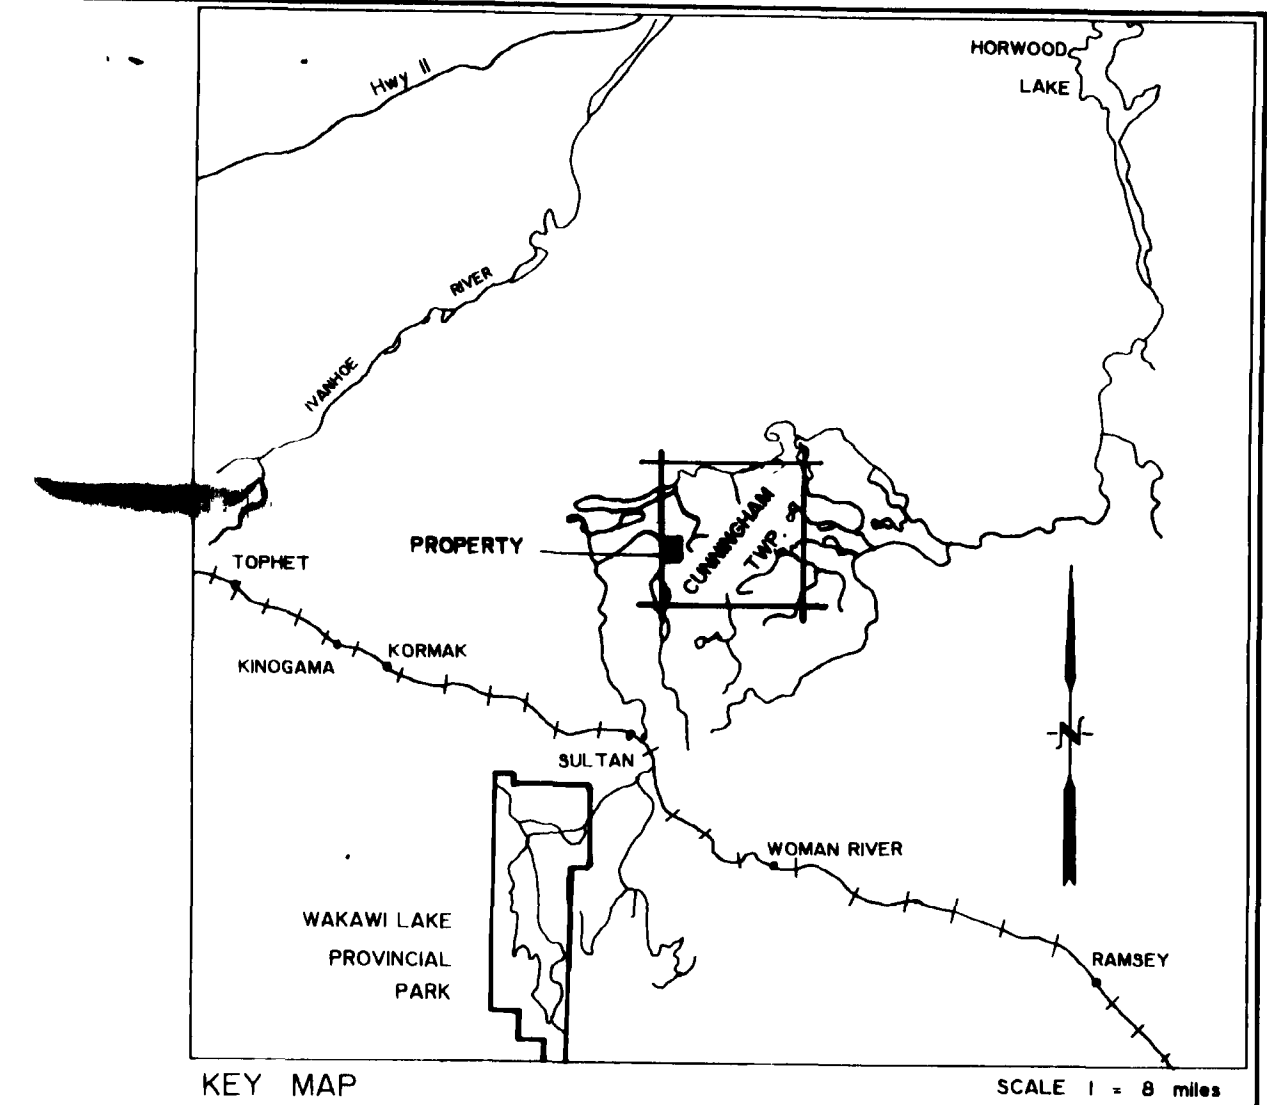 HORWOOD
LAKE
Hwy 11
RIVER
IVANHOE
PROPERTY
CUNNINGHAM
TWP.
TOPHET
KINOGAMA
KORMAK
N
SULTAN
WOMAN RIVER
WAKAWI LAKE
PROVINCIAL
PARK
RAMSEY
KEY MAP
SCALE 1 = 8 miles